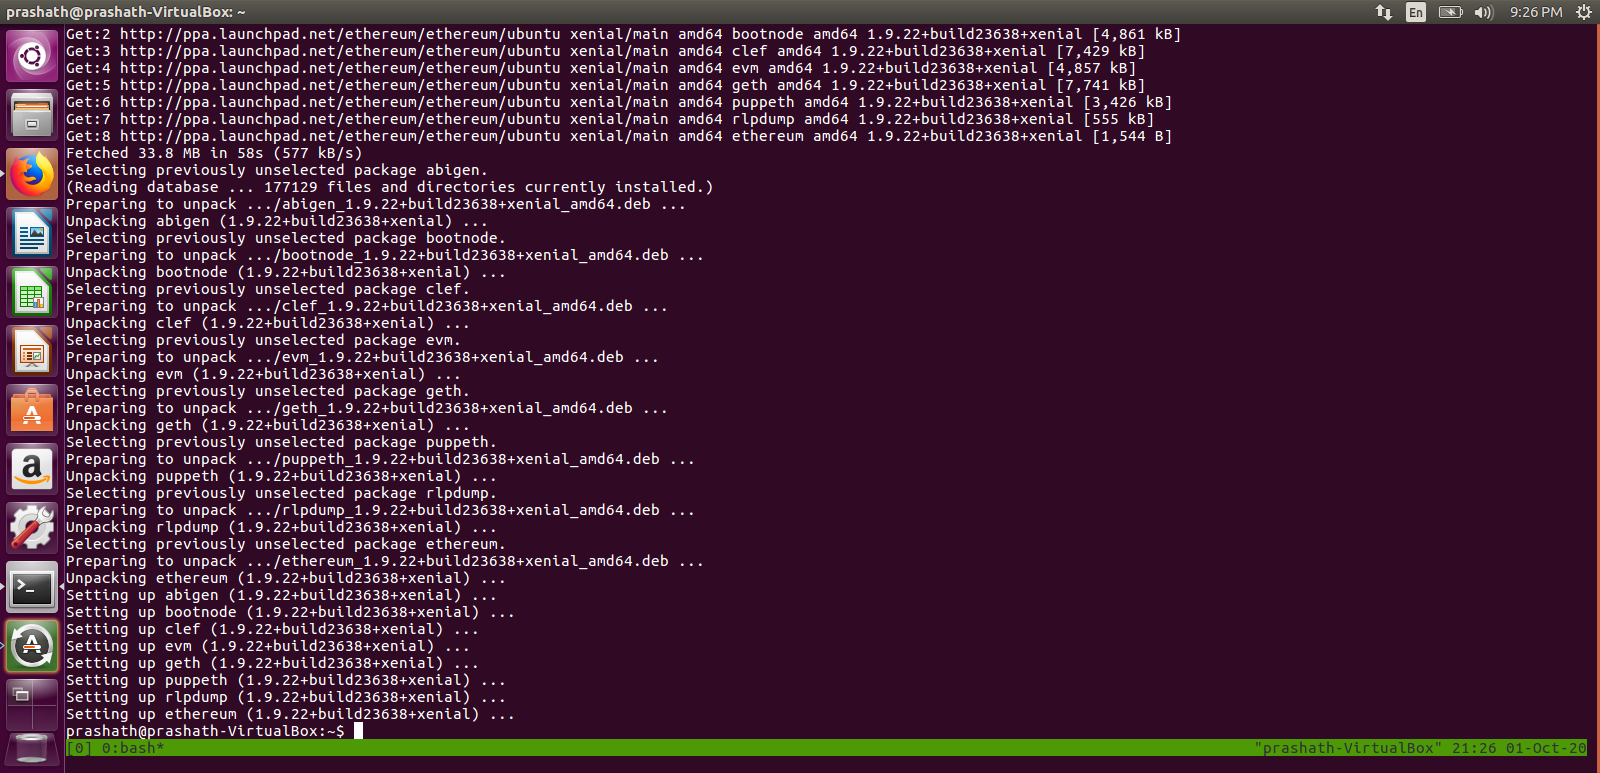 prashath@prashath-VirtualBox: ~
En
9:26 PM
Get:2 http://ppa.launchpad.net/ethereum/ethereum/ubuntu xenial/main amd64 bootnode amd64 1.9.22+build23638+xenial [4,861 kB]
Get:3 http://ppa.launchpad.net/ethereum/ethereum/ubuntu xenial/main amd64 clef amd64 1.9.22+build23638+xenial [7,429 kB]
Get:4 http://ppa.launchpad.net/ethereum/ethereum/ubuntu xenial/main amd64 evm amd64 1.9.22+build23638+xenial [4,857 kB]
Get:5 http://ppa.launchpad.net/ethereum/ethereum/ubuntu xenial/main amd64 geth amd64 1.9.22+build23638+xenial [7,741 kB]
Get:6 http://ppa.launchpad.net/ethereum/ethereum/ubuntu xenial/main amd64 puppeth amd64 1.9.22+build23638+xenial [3,426 kB]
Get:7 http://ppa.launchpad.net/ethereum/ethereum/ubuntu xenial/main amd64 rlpdump amd64 1.9.22+build23638+xenial [555 kB]
Get:8 http://ppa.launchpad.net/ethereum/ethereum/ubuntu xenial/main amd64 ethereum amd64 1.9.22+build23638+xenial [1,544 B]
Fetched 33.8 MB in 58s (577 kB/s)
Selecting previously unselected package abigen.
(Reading database ... 177129 files and directories currently installed.)
Preparing to unpack .../abigen_1.9.22+build23638+xenial_amd64.deb ...
Unpacking abigen (1.9.22+build23638+xenial) ...
Selecting previously unselected package bootnode.
Preparing to unpack .../bootnode_1.9.22+build23638+xenial_amd64.deb ...
Unpacking bootnode (1.9.22+build23638+xenial) ...
Selecting previously unselected package clef.
Preparing to unpack .../clef_1.9.22+build23638+xenial_amd64.deb ...
Unpacking clef (1.9.22+build23638+xenial) ...
Selecting previously unselected package evm.
Preparing to unpack .../evm_1.9.22+build23638+xenial_amd64.deb ...
Unpacking evm (1.9.22+build23638+xenial) ...
Selecting previously unselected package geth.
Preparing to unpack .../geth_1.9.22+build23638+xenial_amd64.deb ...
Unpacking geth (1.9.22+build23638+xenial) ...
Selecting previously unselected package puppeth.
Preparing to unpack .../puppeth_1.9.22+build23638+xenial_amd64.deb ...
Unpacking puppeth (1.9.22+build23638+xenial) ...
Selecting previously unselected package rlpdump.
Preparing to unpack .../rlpdump_1.9.22+build23638+xenial_amd64.deb ...
Unpacking rlpdump (1.9.22+build23638+xenial) ...
Selecting previously unselected package ethereum.
Preparing to unpack .../ethereum_1.9.22+build23638+xenial_amd64.deb ...
Unpacking ethereum (1.9.22+build23638+xenial) ...
Setting up abigen (1.9.22+build23638+xenial) ...
Setting up bootnode (1.9.22+build23638+xenial) ...
Setting up clef (1.9.22+build23638+xenial) ...
Setting up evm (1.9.22+build23638+xenial) ...
Setting up geth (1.9.22+build23638+xenial) ...
Setting up puppeth (1.9.22+build23638+xenial) ...
Setting up rlpdump (1.9.22+build23638+xenial) ...
Setting up ethereum (1.9.22+build23638+xenial) ...
prashath@prashath-VirtualBox:~$
[0] 0:bash* "prashath-VirtualBox" 21:26 01-Oct-20